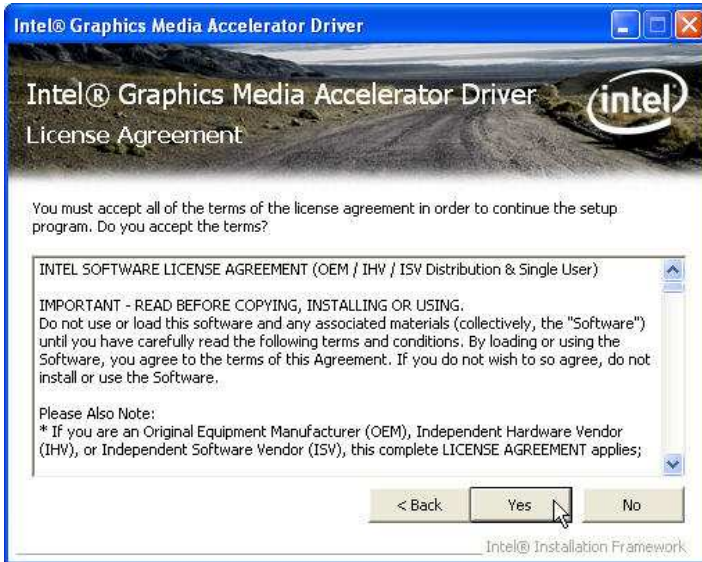 Intel® Graphics Media Accelerator Driver
Intel® Graphics Media Accelerator Driver
intel
License Agreement
You must accept all of the terms of the license agreement in order to continue the setup
program. Do you accept the terms?
INTEL SOFTWARE LICENSE AGREEMENT (OEM / IHV / ISV Distribution & Single User)
IMPORTANT - READ BEFORE COPYING, INSTALLING OR USING.
Do not use or load this software and any associated materials (collectively, the "Software")
until you have carefully read the following terms and conditions. By loading or using the
Software, you agree to the terms of this Agreement. If you do not wish to so agree, do not
install or use the Software.
Please Also Note:
* If you are an Original Equipment Manufacturer (OEM), Independent Hardware Vendor
(IHV), or Independent Software Vendor (ISV), this complete LICENSE AGREEMENT applies;
< Back Yes No
Intel® Installation Framework